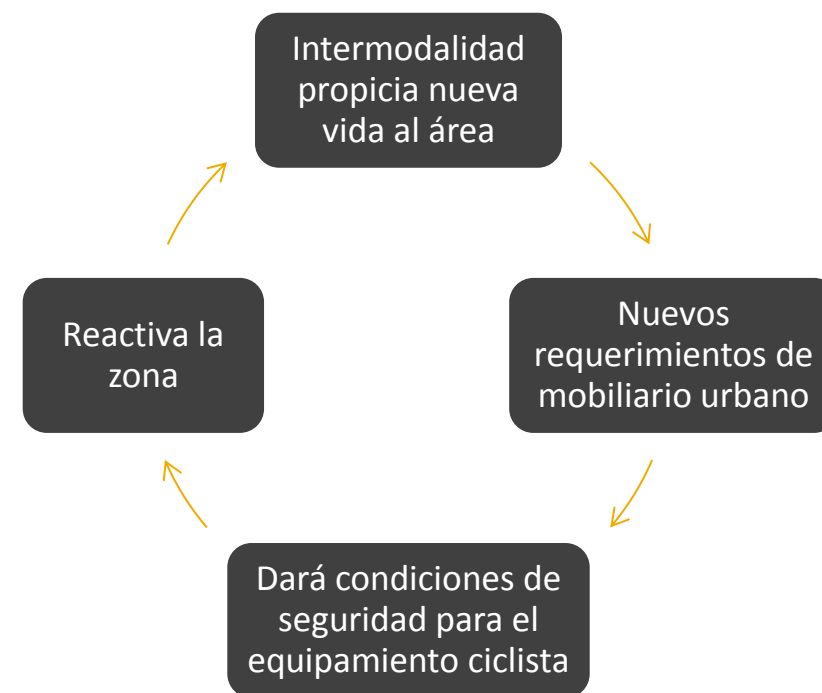 Intermodalidad
propicia nueva
vida al área
Nuevos
requerimientos de
mobiliario urbano
Dará condiciones de
seguridad para el
equipamiento ciclista
Reactiva la
zona